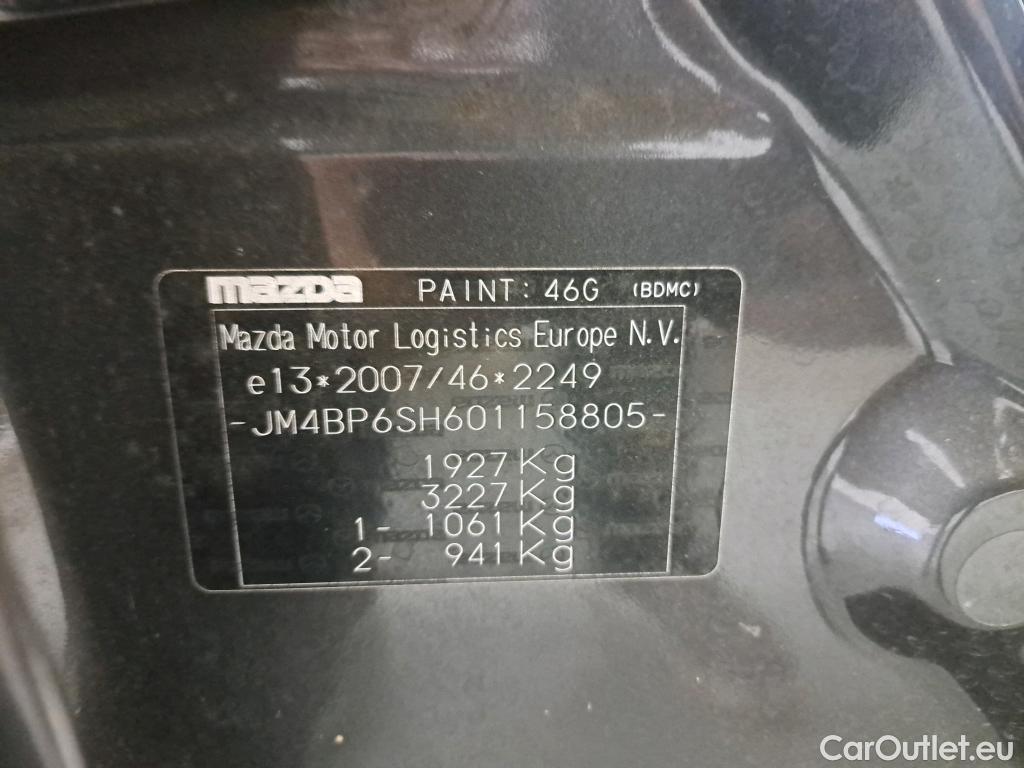 mazda PAINT: 46G (BDMC)
Mazda Motor Logistics Europe N.V.
e13*2007/46*2249
-JM4BP6SH601158805-
1927 Kg
3227 Kg
1- 1061 Kg
2- 941 Kg
CarOutlet.eu